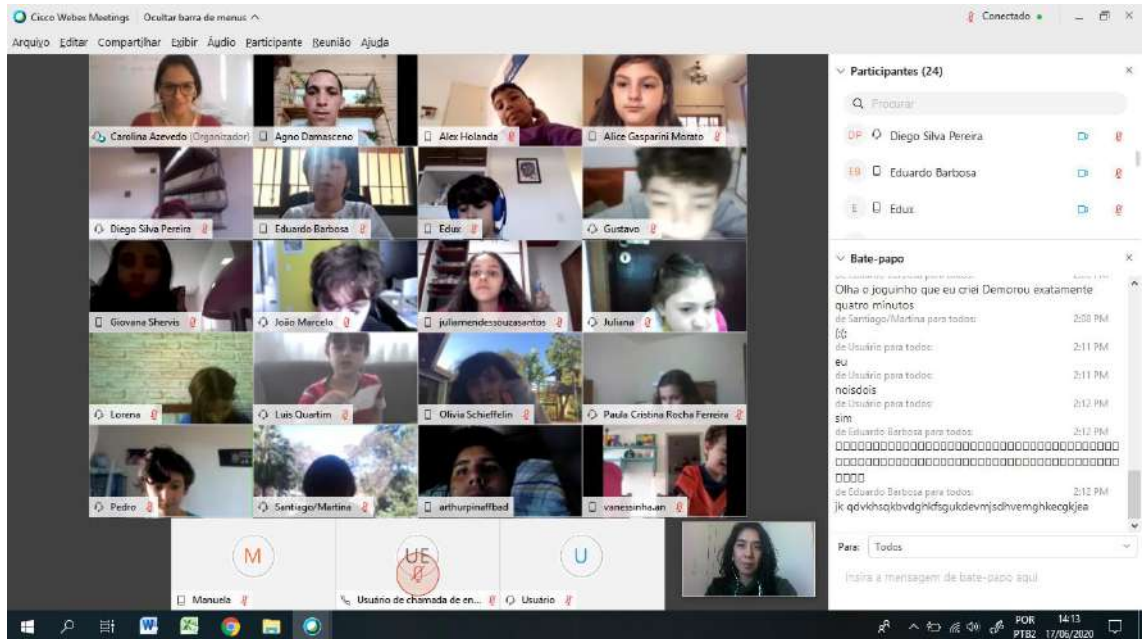 Cisco Webex Meetings Ocultar barra de menus ^
Conectado
Arquivo Editar Compartilhar Exibir Áudio Participante Reunião Ajuda
Carolina Azevedo (Organizador)
Agno Damasceno
Alex Holanda
Alice Gasparini Morato
Diego Silva Pereira
Eduardo Barbosa
Edux
Gustavo
Giovana Shervis
João Marcelo
juliamendessouzasantos
Juliana
Lorena
Luis Quartim
Olivia Schieffelin
Paula Cristina Rocha Ferreira
Pedro
Santiago/Martina
arthurpinaffbad
vanessinha.an
M
UE
U
Manuela
Usuário de chamada de en...
Usuário
Participantes (24)
Procurar
DP Diego Silva Pereira
EB Eduardo Barbosa
E Edux
Bate-papo
Olha o joguinho que eu criei Demorou exatamente
quatro minutos
de Santiago/Martina para todos: 2:08 PM
de Usuário para todos: 2:11 PM
eu
de Usuário para todos: 2:11 PM
noisdois
de Usuário para todos: 2:12 PM
sim
de Eduardo Barbosa para todos: 2:12 PM
de Eduardo Barbosa para todos: 2:12 PM
Para: Todos
Insira a mensagem de bate-papo aqui
POR 14:13
PTB2 17/06/2020